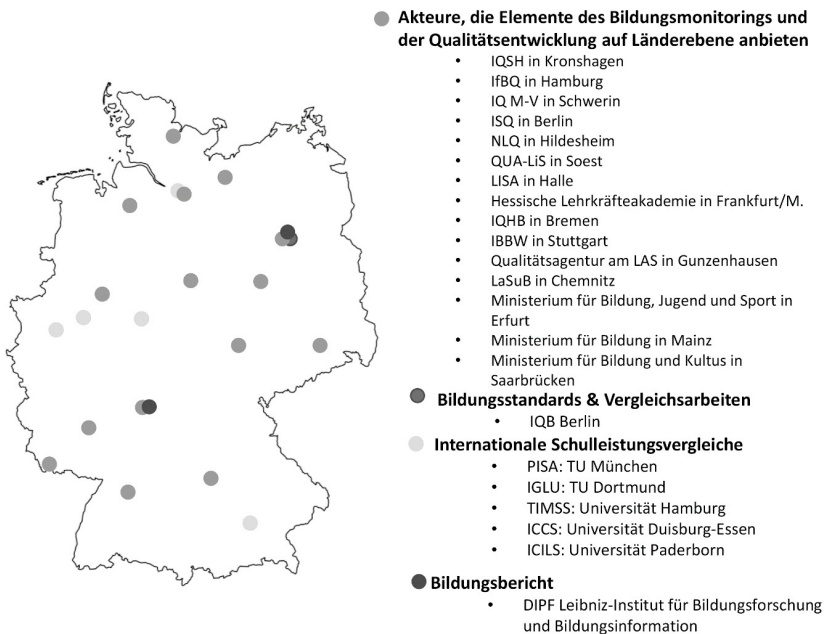 Akteure, die Elemente des Bildungsmonitorings und
der Qualitätsentwicklung auf Länderebene anbieten
• IQSH in Kronshagen
• IfBQ in Hamburg
• IQ M-V in Schwerin
• ISQ in Berlin
• NLQ in Hildesheim
• QUA-LiS in Soest
• LISA in Halle
• Hessische Lehrkräfteakademie in Frankfurt/M.
• IQHB in Bremen
• IBBW in Stuttgart
• Qualitätsagentur am LAS in Gunzenhausen
• LaSuB in Chemnitz
• Ministerium für Bildung, Jugend und Sport in
Erfurt
• Ministerium für Bildung in Mainz
• Ministerium für Bildung und Kultus in
Saarbrücken
Bildungsstandards & Vergleichsarbeiten
• IQB Berlin
Internationale Schulleistungsvergleiche
• PISA: TU München
• IGLU: TU Dortmund
• TIMSS: Universität Hamburg
• ICCS: Universität Duisburg-Essen
• ICILS: Universität Paderborn
Bildungsbericht
• DIPF Leibniz-Institut für Bildungsforschung
und Bildungsinformation